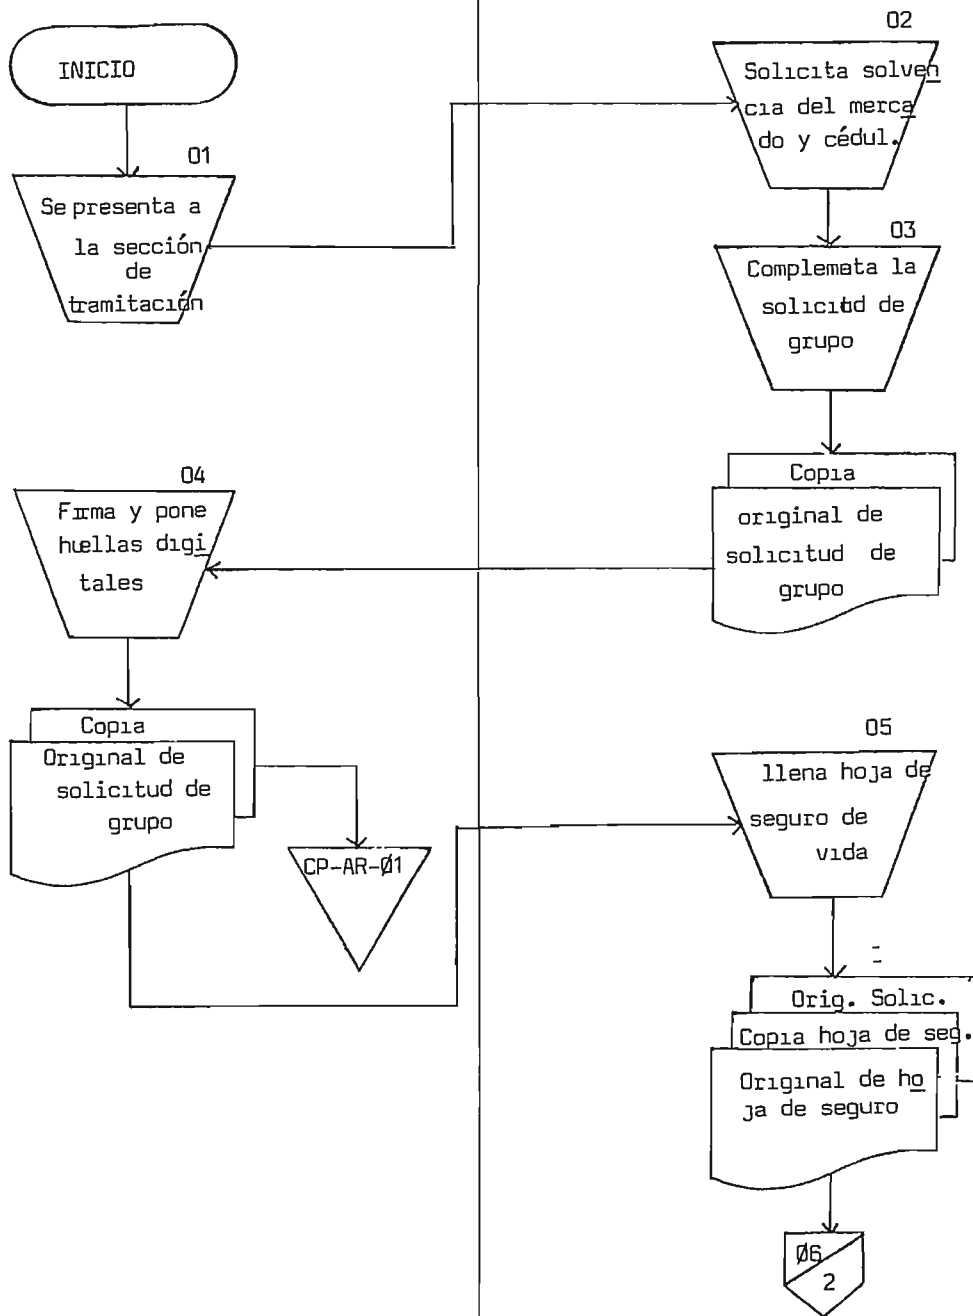 INICIO
01
Se presenta a
la sección
de
tramitación
02
Solicita solven
cia del merca
do y cédul.
03
Complemata la
solicitud de
grupo
Copia
original de
solicitud de
grupo
04
Firma y pone
huellas digi
tales
Copia
Original de
solicitud de
grupo
CP-AR-Ø1
05
llena hoja de
seguro de
vida
Orig. Solic.
Copia hoja de seg.
Original de ho
ja de seguro
Ø6
2